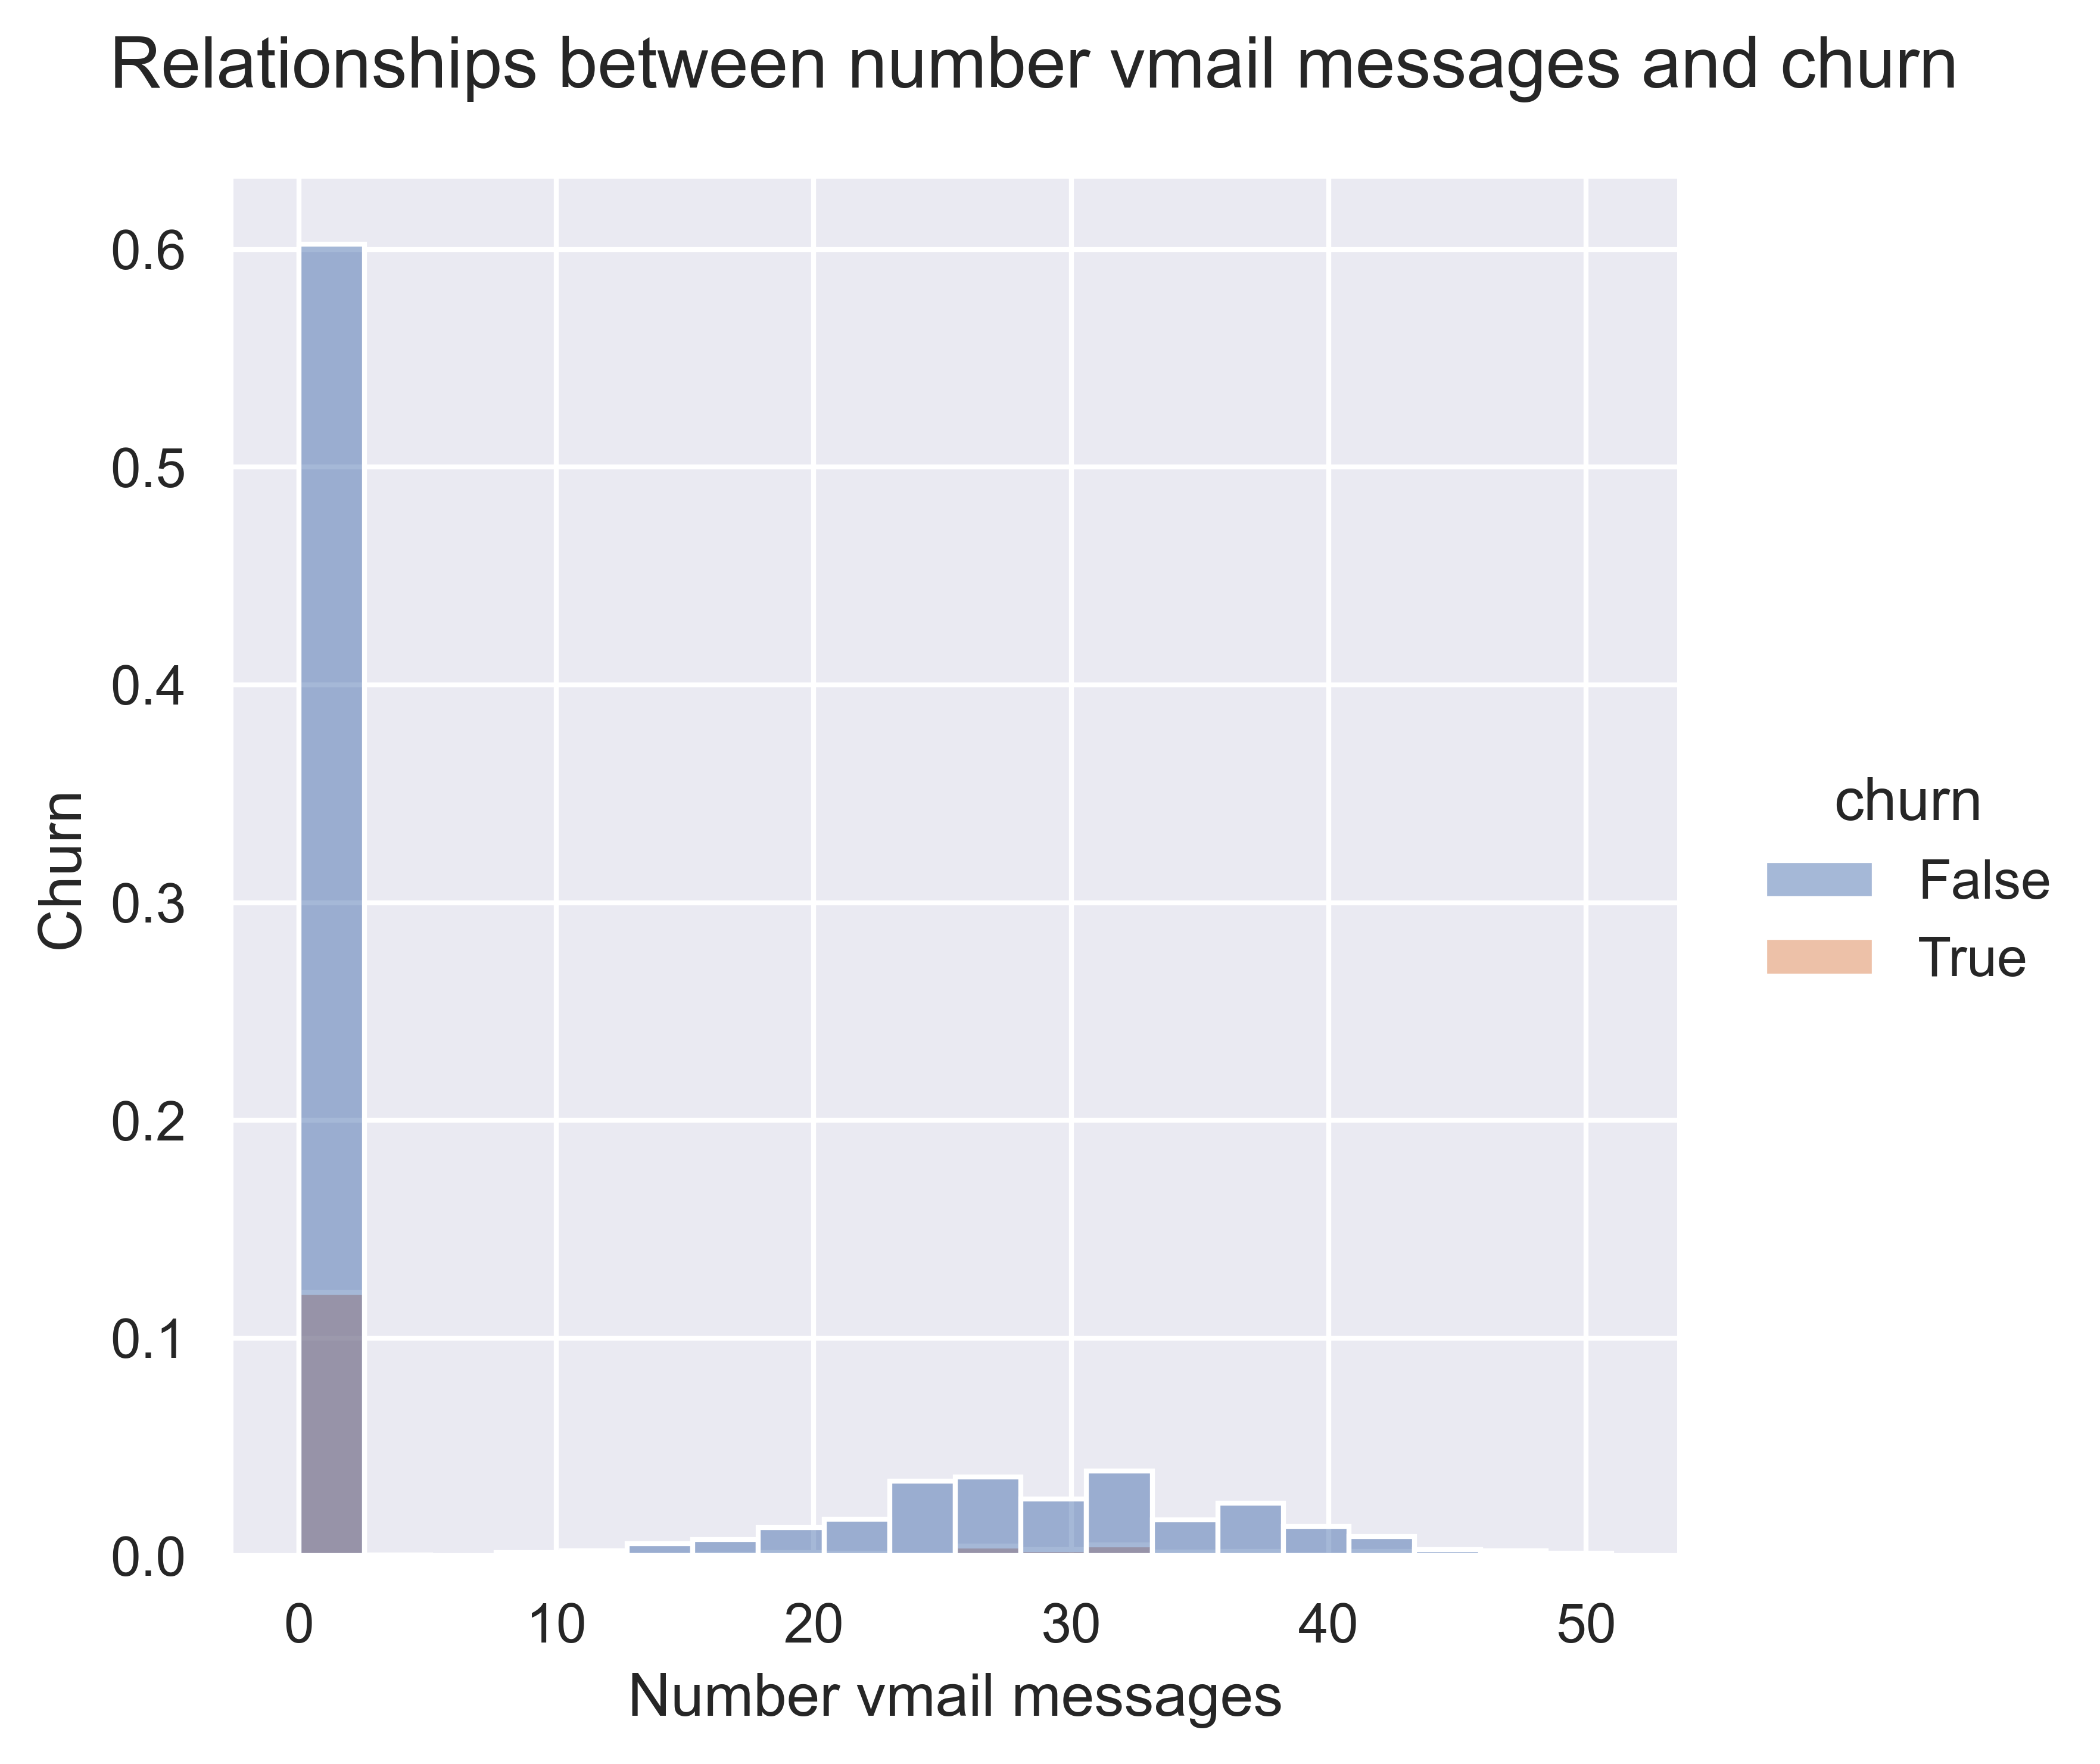 Relationships between number vmail messages and churn
0.6
0.5
0.4
0.3
0.2
0.1
0.0
Churn
0
10
20
30
40
50
Number vmail messages
churn
False
True